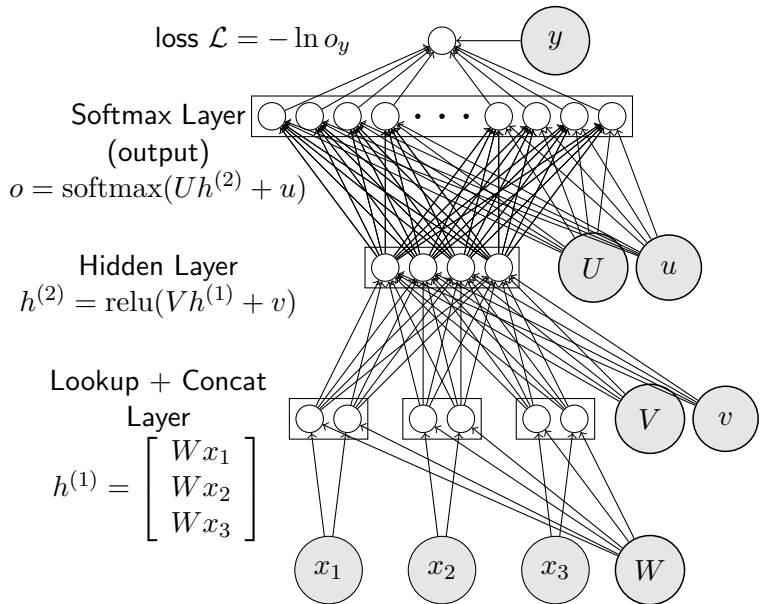 loss ℒ = − ln o_y
y
Softmax Layer
(output)
o = softmax(Uh^(2) + u)
· · ·
U
u
Hidden Layer
h^(2) = relu(Vh^(1) + v)
Lookup + Concat
Layer
V
v
h^(1) = [ Wx_1
Wx_2
Wx_3 ]
x_1
x_2
x_3
W